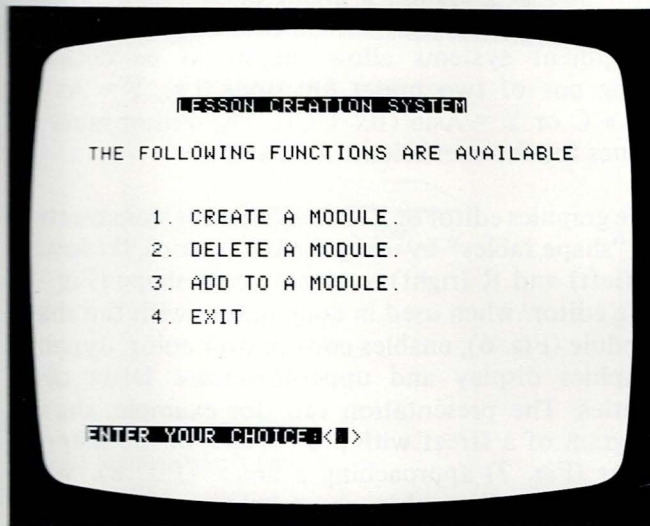 LESSON CREATION SYSTEM
THE FOLLOWING FUNCTIONS ARE AVAILABLE
1. CREATE A MODULE.
2. DELETE A MODULE.
3. ADD TO A MODULE.
4. EXIT
ENTER YOUR CHOICE:< >